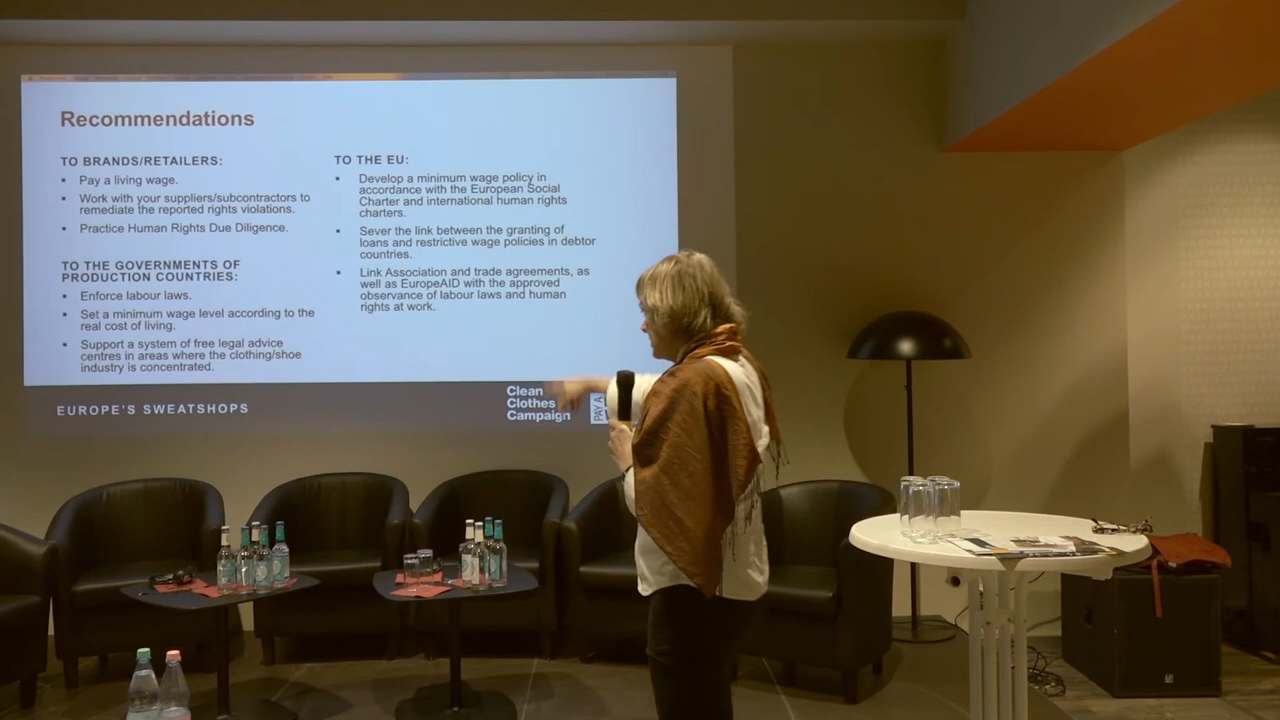 Recommendations
TO BRANDS/RETAILERS:
▪ Pay a living wage.
▪ Work with your suppliers/subcontractors to
remediate the reported rights violations.
▪ Practice Human Rights Due Diligence.
TO THE GOVERNMENTS OF
PRODUCTION COUNTRIES:
▪ Enforce labour laws.
▪ Set a minimum wage level according to the
real cost of living.
▪ Support a system of free legal advice
centres in areas where the clothing/shoe
industry is concentrated.
TO THE EU:
▪ Develop a minimum wage policy in
accordance with the European Social
Charter and international human rights
charters.
▪ Sever the link between the granting of
loans and restrictive wage policies in debtor
countries.
▪ Link Association and trade agreements, as
well as EuropeAID with the approved
observance of labour laws and human
rights at work.
EUROPE'S SWEATSHOPS
Clean
Clothes
Campaign
PAY A